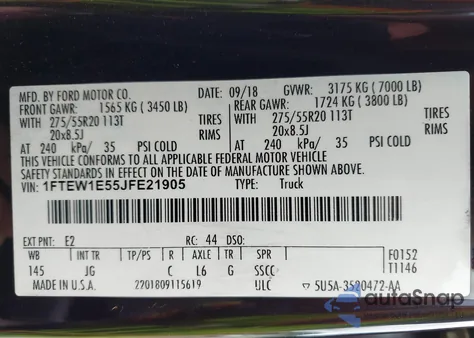 MFD. BY FORD MOTOR CO. DATE: 09/18 GVWR: 3175 KG ( 7000 LB)
FRONT GAWR: 1565 KG ( 3450 LB) REAR GAWR: 1724 KG ( 3800 LB)
WITH 275/55R20 113T TIRES WITH 275/55R20 113T TIRES
20x8.5J RIMS 20x8.5J RIMS
AT 240 kPa/ 35 PSI COLD AT 240 kPa/ 35 PSI COLD
THIS VEHICLE CONFORMS TO ALL APPLICABLE FEDERAL MOTOR VEHICLE
SAFETY STANDARDS IN EFFECT ON THE DATE OF MANUFACTURE SHOWN ABOVE.
VIN: 1FTEW1E55JFE21905 TYPE: Truck
EXT PNT: E2 RC: 44 DSO:
WB INT TR TP/PS R AXLE TR SPR F0152
145 JG C L6 G SSCC T1146
MADE IN U.S.A. 2201809115619 ULC 5U5A-3520472-AA
autoSnap